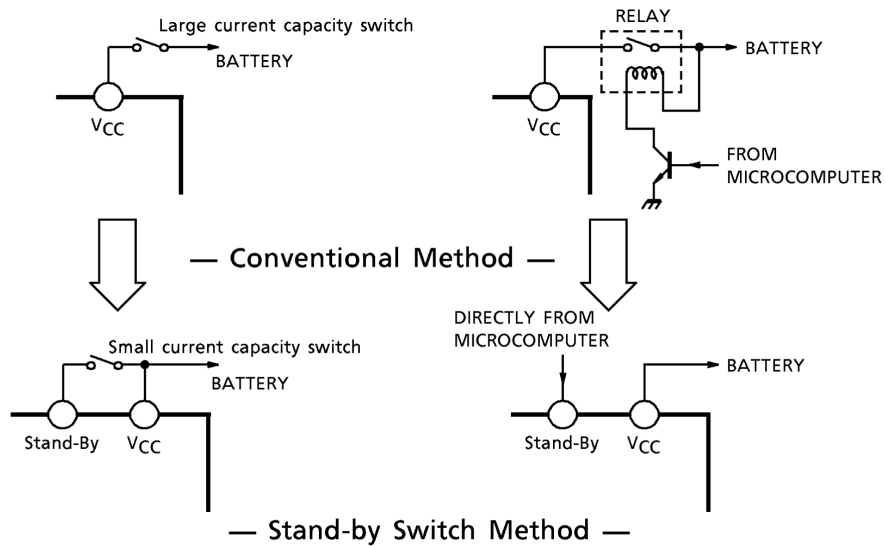 Large current capacity switch
BATTERY
VCC
RELAY
BATTERY
VCC
FROM
MICROCOMPUTER
— Conventional Method —
Small current capacity switch
BATTERY
Stand-By
VCC
DIRECTLY FROM
MICROCOMPUTER
BATTERY
Stand-By
VCC
— Stand-by Switch Method —